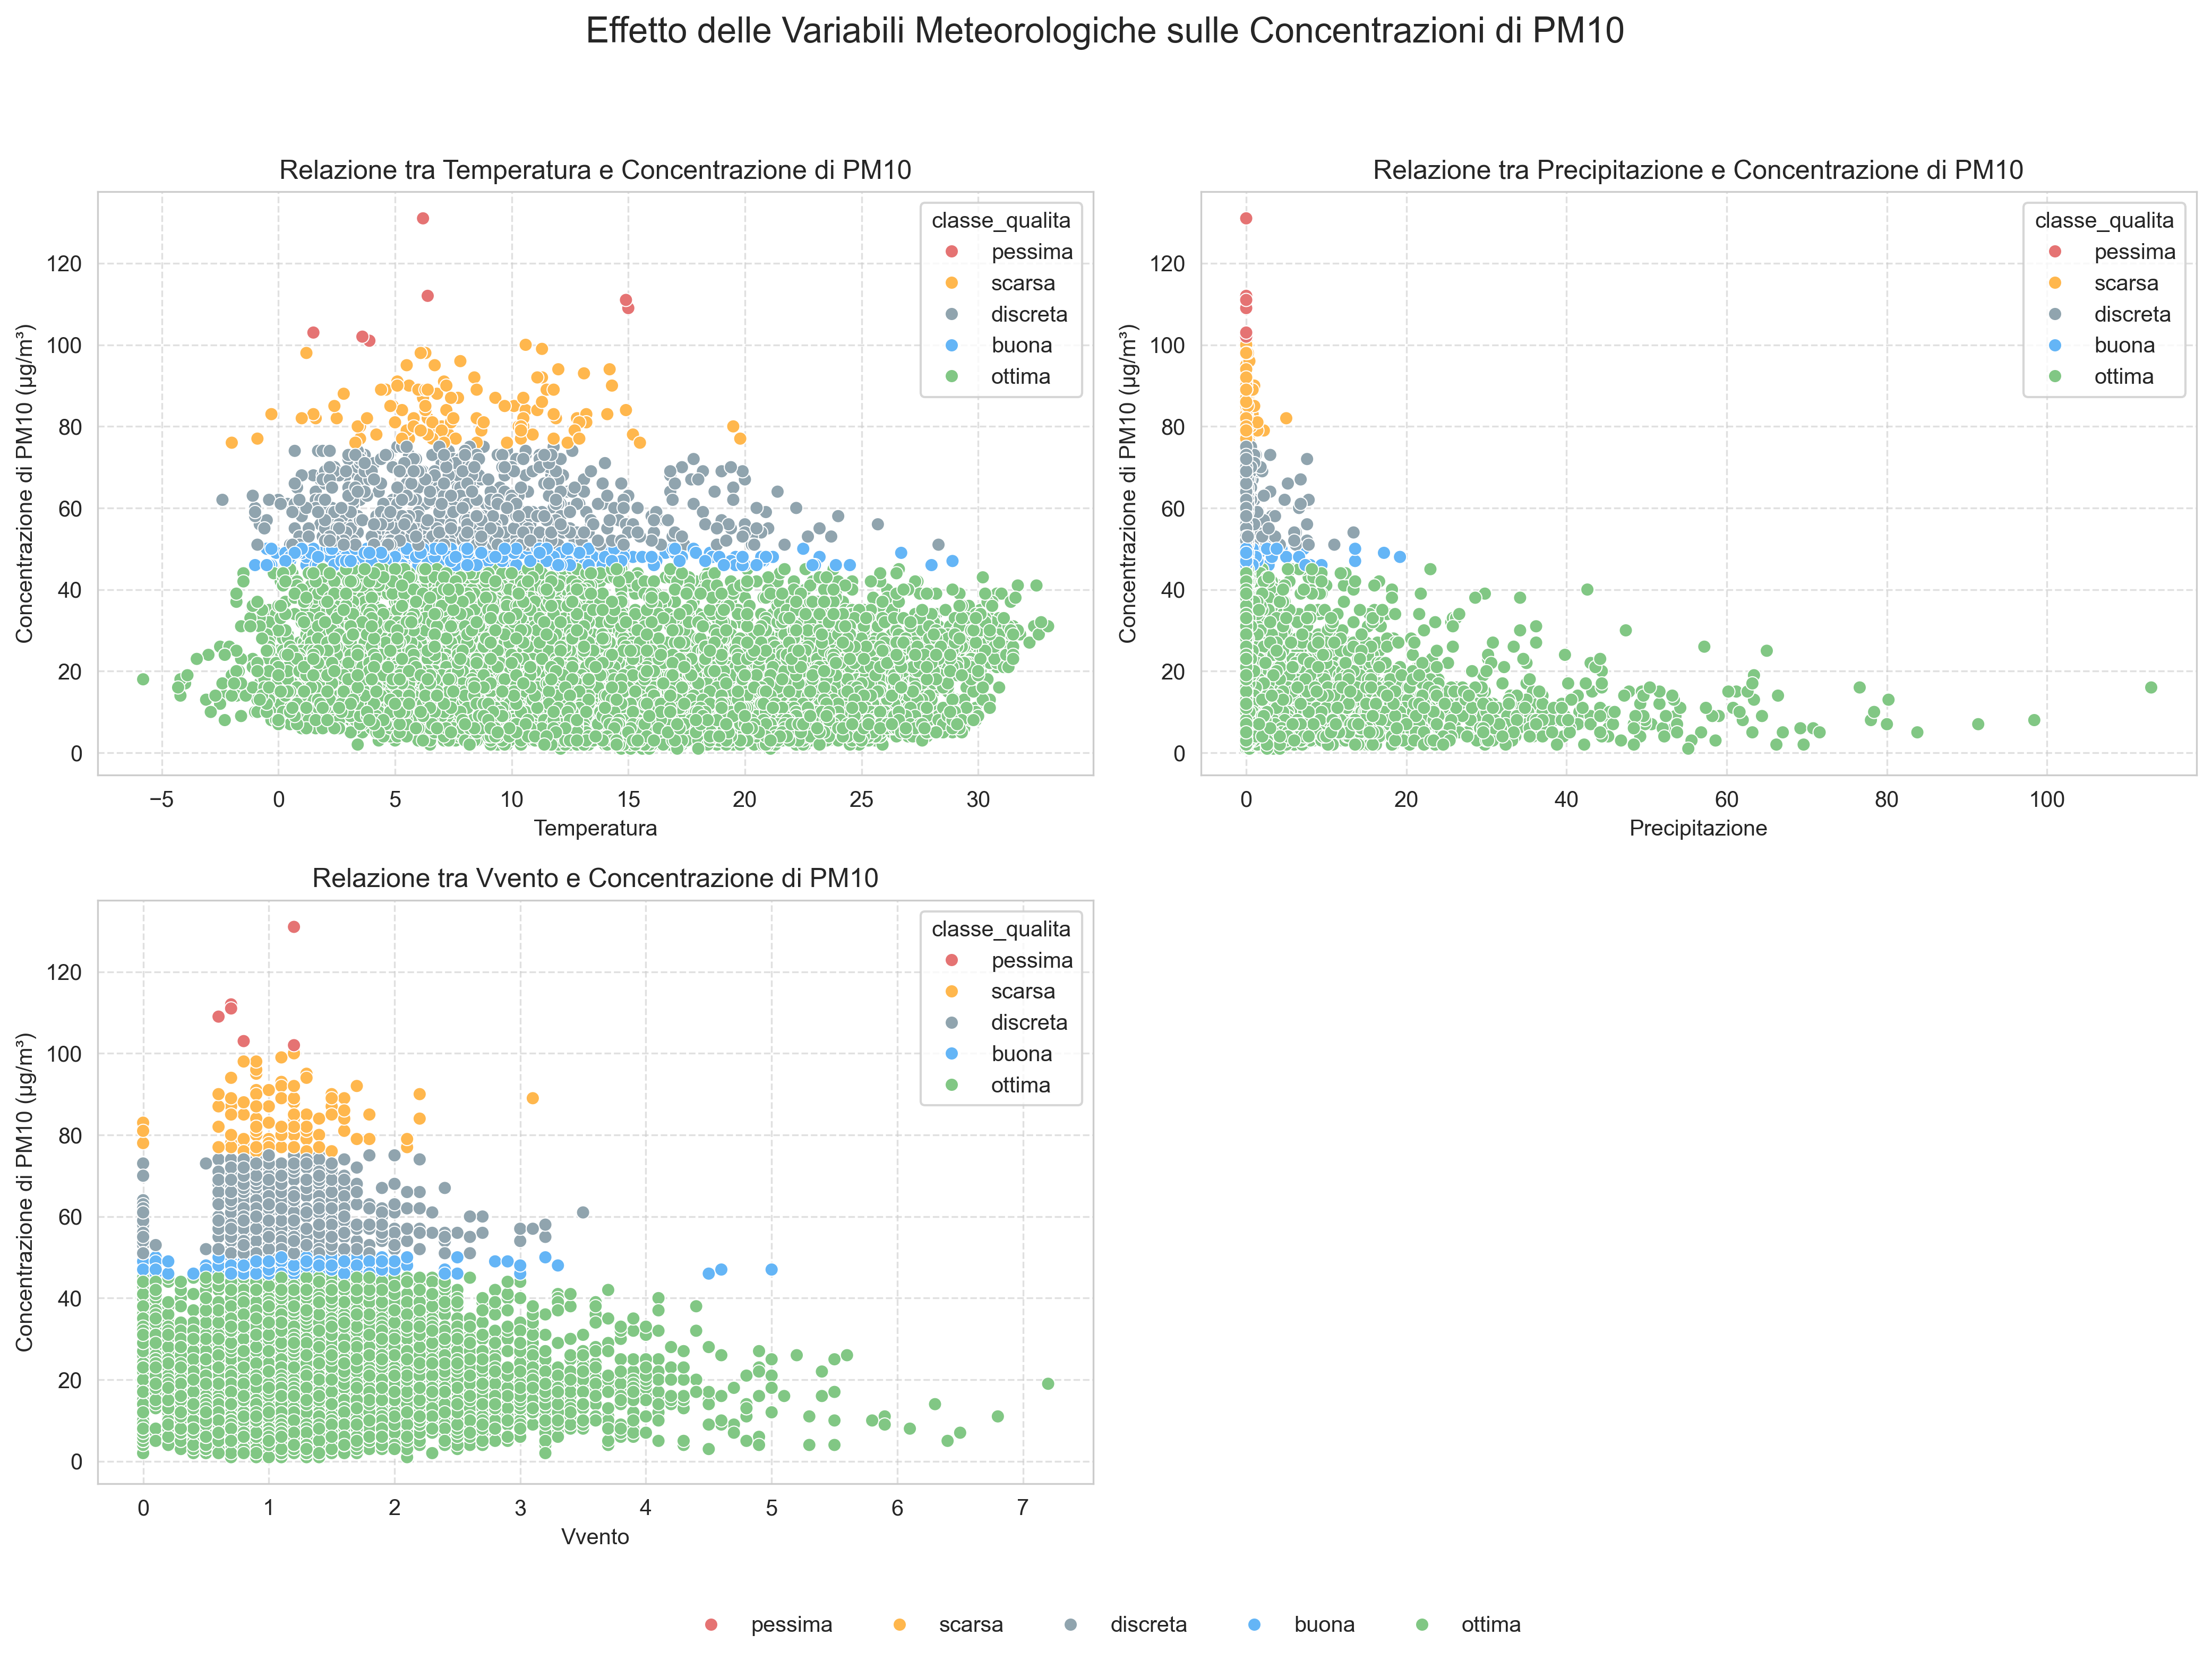 Effetto delle Variabili Meteorologiche sulle Concentrazioni di PM10
Relazione tra Temperatura e Concentrazione di PM10
Concentrazione di PM10 (µg/m³)
120
100
80
60
40
20
0
−5
0
5
10
15
20
25
30
Temperatura
classe_qualita
pessima
scarsa
discreta
buona
ottima
Relazione tra Precipitazione e Concentrazione di PM10
Concentrazione di PM10 (µg/m³)
120
100
80
60
40
20
0
0
20
40
60
80
100
Precipitazione
classe_qualita
pessima
scarsa
discreta
buona
ottima
Relazione tra Vvento e Concentrazione di PM10
Concentrazione di PM10 (µg/m³)
120
100
80
60
40
20
0
0
1
2
3
4
5
6
7
Vvento
classe_qualita
pessima
scarsa
discreta
buona
ottima
pessima
scarsa
discreta
buona
ottima